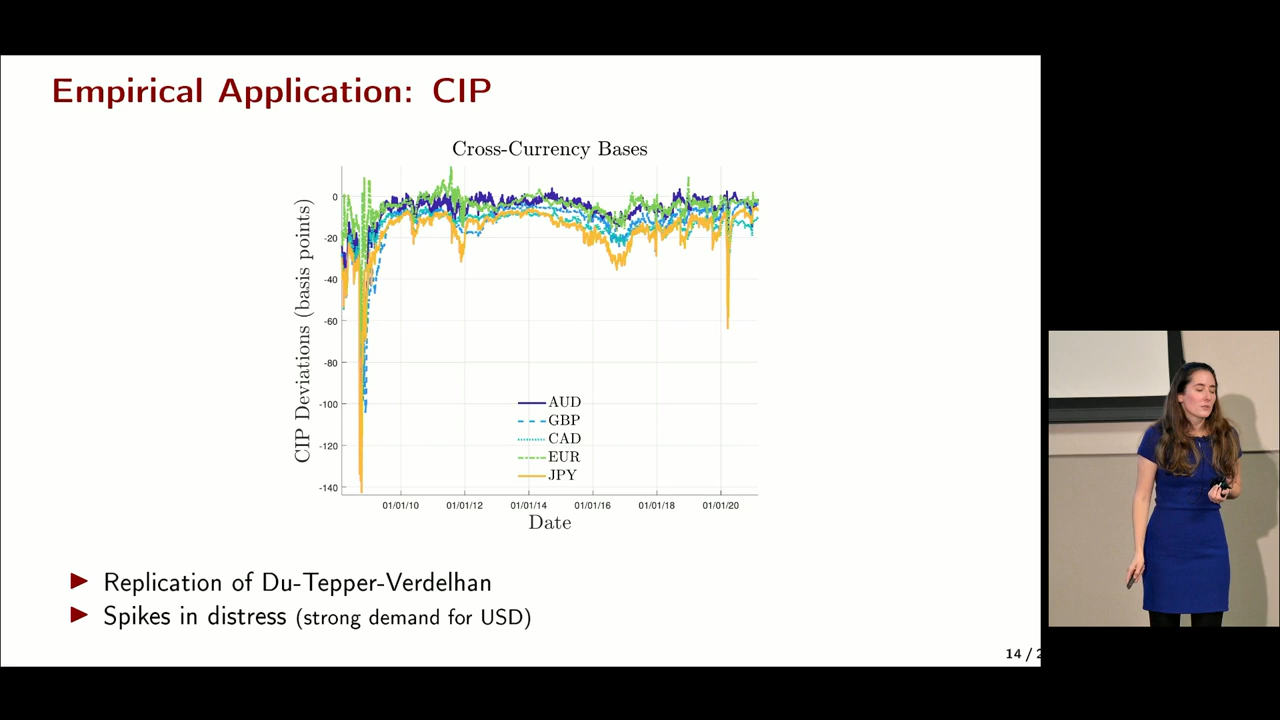 Empirical Application: CIP
Cross-Currency Bases
CIP Deviations (basis points)
0
-20
-40
-60
-80
-100
-120
-140
AUD
GBP
CAD
EUR
JPY
01/01/10 01/01/12 01/01/14 01/01/16 01/01/18 01/01/20
Date
Replication of Du-Tepper-Verdelhan
Spikes in distress (strong demand for USD)
14 / 2